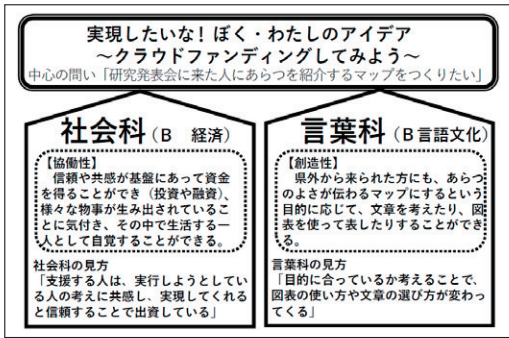 実現したいな！ぼく・わたしのアイデア
～クラウドファンディングしてみよう～
中心の問い「研究発表会に来た人にあらつを紹介するマップをつくりたい」
社会科（B　経済）
【協働性】
信頼や共感が基盤にあって資金
を得ることができ（投資や融資）、
様々な物事が生み出されているこ
とに気付き、その中で生活する一
人として自覚することができる。
社会科の見方
「支援する人は、実行しようとしてい
る人の考えに共感し、実現してくれる
と信頼することで出資している」
言葉科（B言語文化）
【創造性】
県外から来られた方にも、あらつ
のよさが伝わるマップにするという
目的に応じて、文章を考えたり、図
表を使って表したりすることができ
る。
言葉科の見方
「目的に合っているか考えることで、
図表の使い方や文章の選び方が変わっ
てくる」